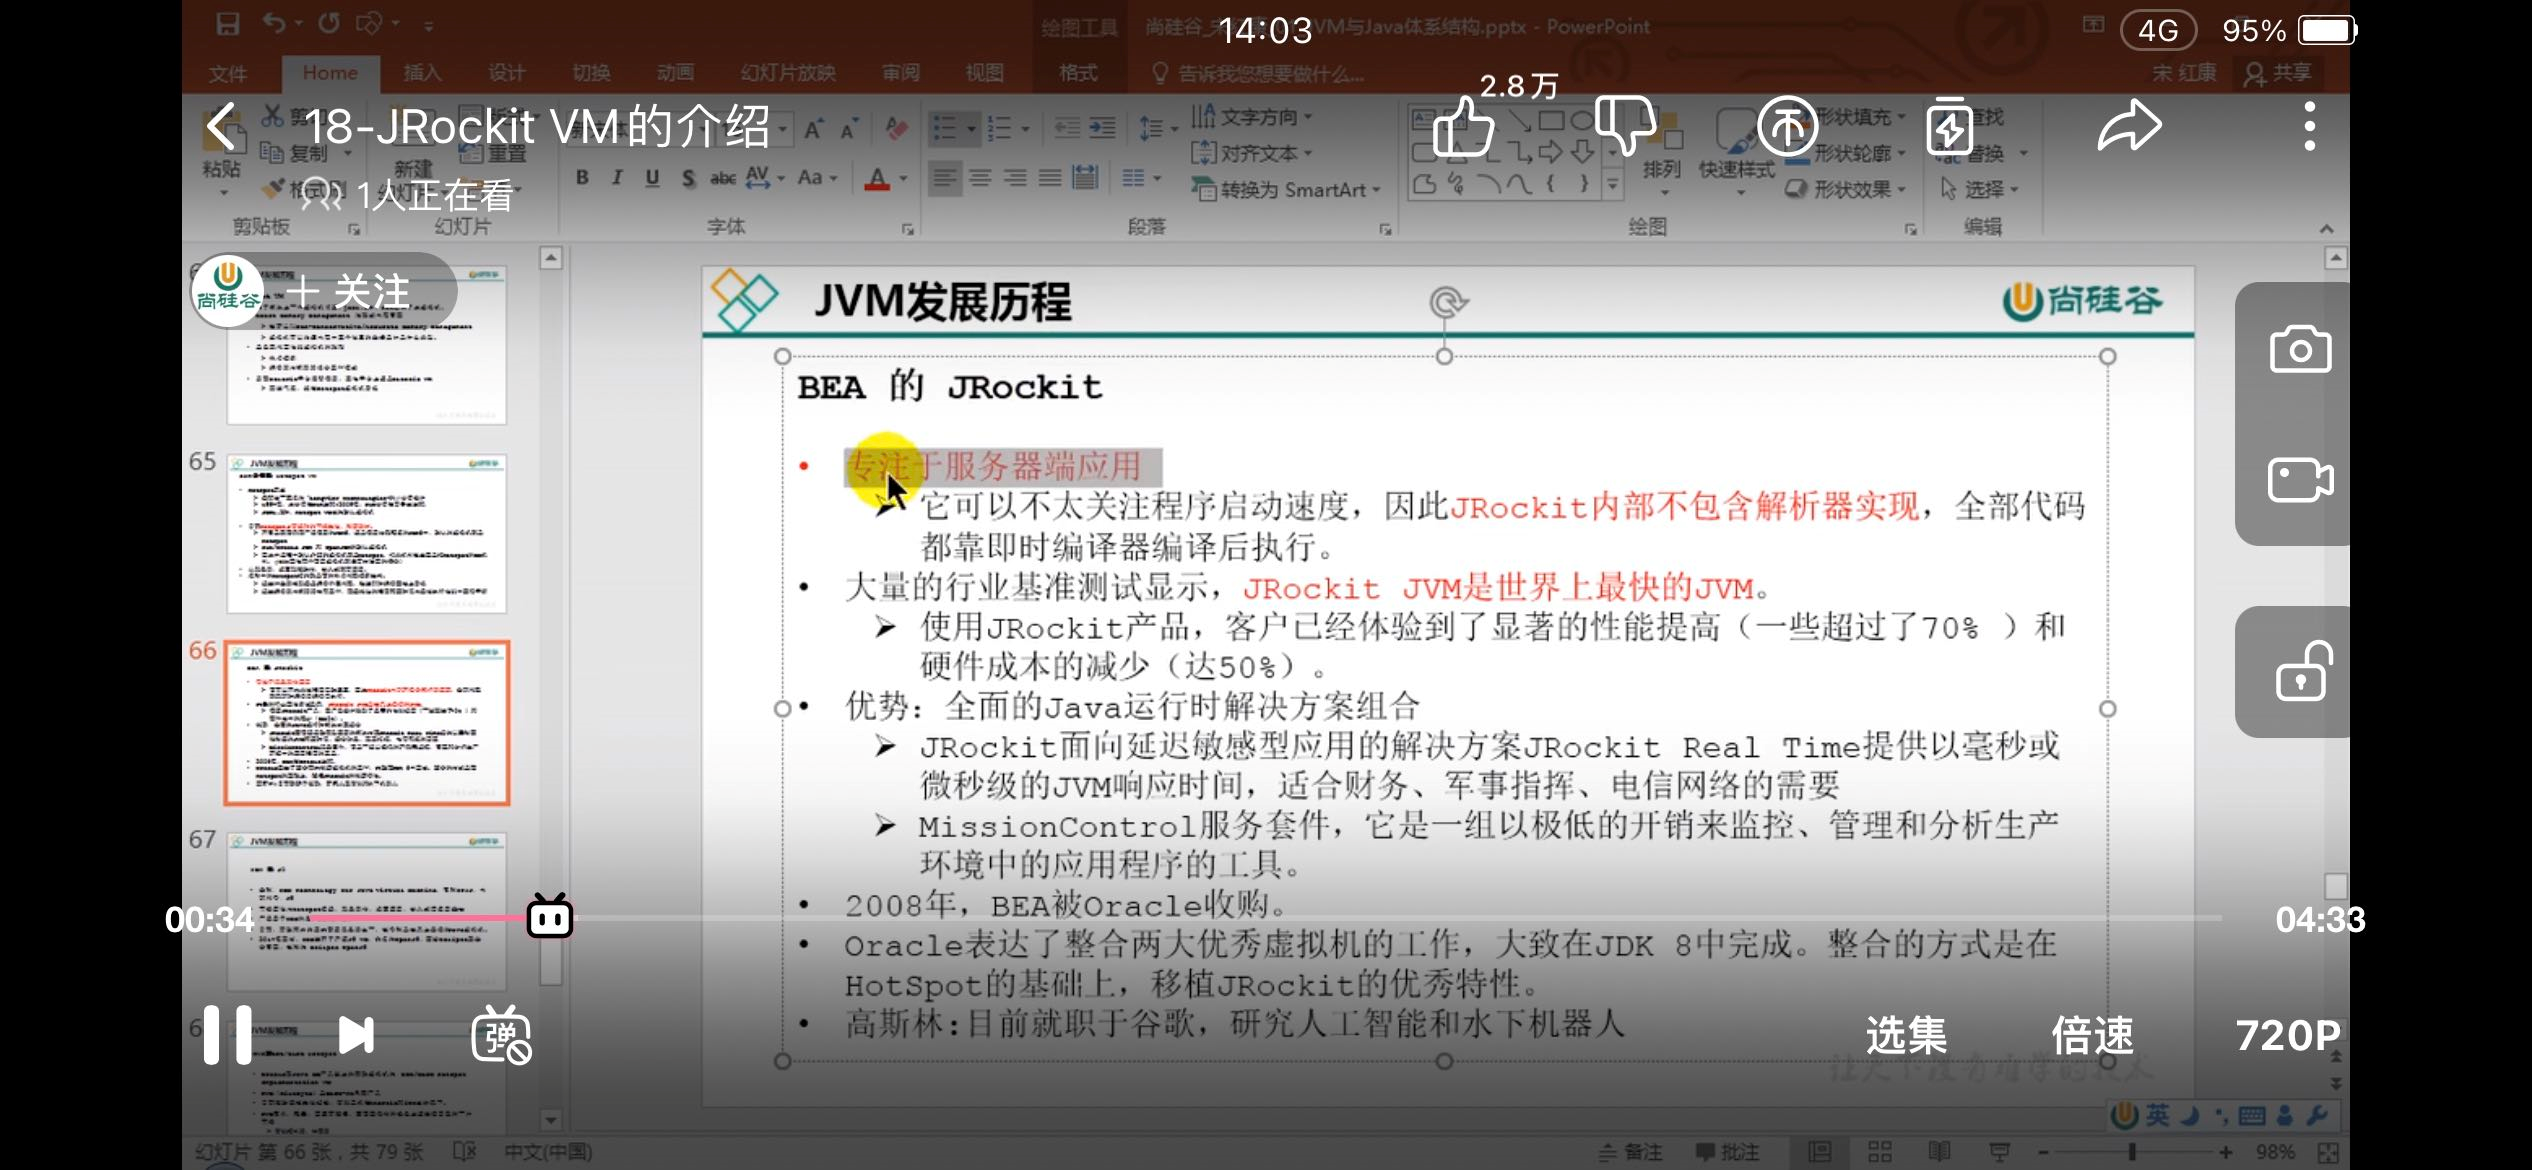 14:03
4G
95%
绘图工具
JVM与Java体系结构.pptx - PowerPoint
文件
Home
插入
设计
切换
动画
幻灯片放映
审阅
视图
格式
告诉我您想要做什么...
宋 红康
共享
18-JRockit VM的介绍
1人正在看
2.8万
粘贴
复制
新建
重置
文字方向
对齐文本
转换为 SmartArt
排列
快速样式
形状填充
形状轮廓
形状效果
查找
替换
选择
剪贴板
幻灯片
字体
段落
绘图
编辑
尚硅谷
+ 关注
65
66
67
JVM发展历程
尚硅谷
BEA 的 JRockit
• 专注于服务器端应用
➢ 它可以不太关注程序启动速度，因此JRockit内部不包含解析器实现，全部代码
都靠即时编译器编译后执行。
• 大量的行业基准测试显示，JRockit JVM是世界上最快的JVM。
➢ 使用JRockit产品，客户已经体验到了显著的性能提高（一些超过了70% ）和
硬件成本的减少（达50%）。
• 优势：全面的Java运行时解决方案组合
➢ JRockit面向延迟敏感型应用的解决方案JRockit Real Time提供以毫秒或
微秒级的JVM响应时间，适合财务、军事指挥、电信网络的需要
➢ MissionControl服务套件，它是一组以极低的开销来监控、管理和分析生产
环境中的应用程序的工具。
• 2008年，BEA被Oracle收购。
• Oracle表达了整合两大优秀虚拟机的工作，大致在JDK 8中完成。整合的方式是在
HotSpot的基础上，移植JRockit的优秀特性。
• 高斯林：目前就职于谷歌，研究人工智能和水下机器人
00:34
04:33
弹
选集
倍速
720P
英
幻灯片 第 66 张，共 79 张
中文(中国)
备注
批注
98%